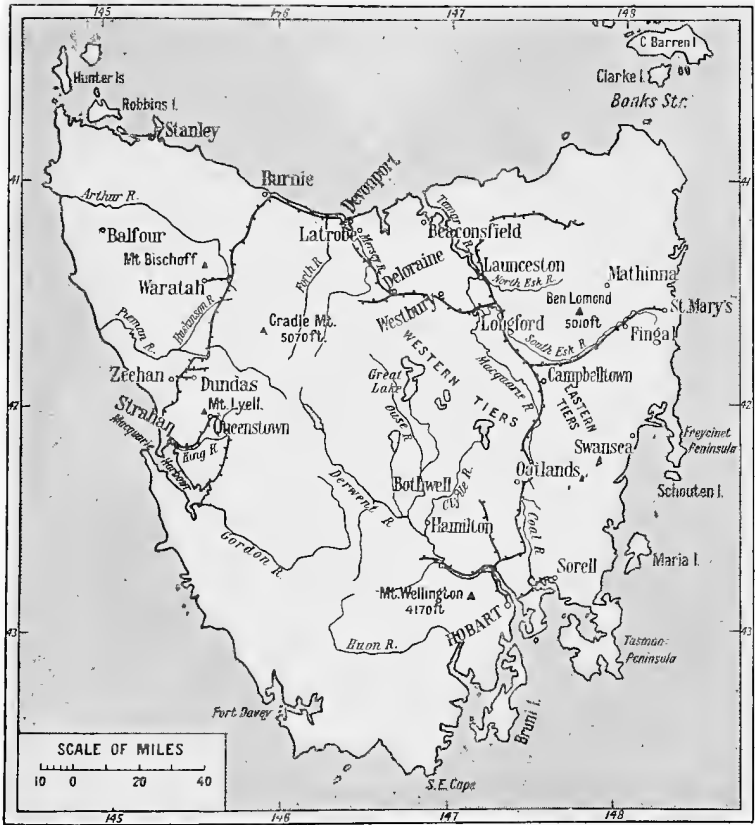 145
146
147
148
C Barren I
Hunter Is
Clarke I.
Robbins I.
Banks Str.
Stanley
Devonport
41
Burnie
41
Arthur R.
Tamar R.
Beaconsfield
Balfour
Latrobe
Mersey R.
Mt Bischoff
Forth R.
Deloraine
Launceston
North Esk R.
Mathinna
Waratah
Westbury
Ben Lomond
5010ft
St. Mary's
Pieman R.
Cradle Mt.
5070ft.
Longford
South Esk R.
Fingal
WESTERN
TIERS
Macquarie R.
Zeehan
Dundas
Great
Lake
Campbelltown
42
42
Mt. Lyell.
EASTERN
TIERS
Strahan
Queenstown
Ouse R.
Swansea
Freycinet
Peninsula
Macquarie
Harbour
King R.
Oatlands
Schouten I.
Bothwell
Clyde R.
Derwent R.
Hamilton
Coal R.
Gordon R.
Sorell
Maria I.
Mt. Wellington
4170ft
HOBART
43
43
Huon R.
Tasman
Peninsula
Port Davey
Bruni I.
SCALE OF MILES
10 0 20 40
S.E. Cape
145
146
147
148